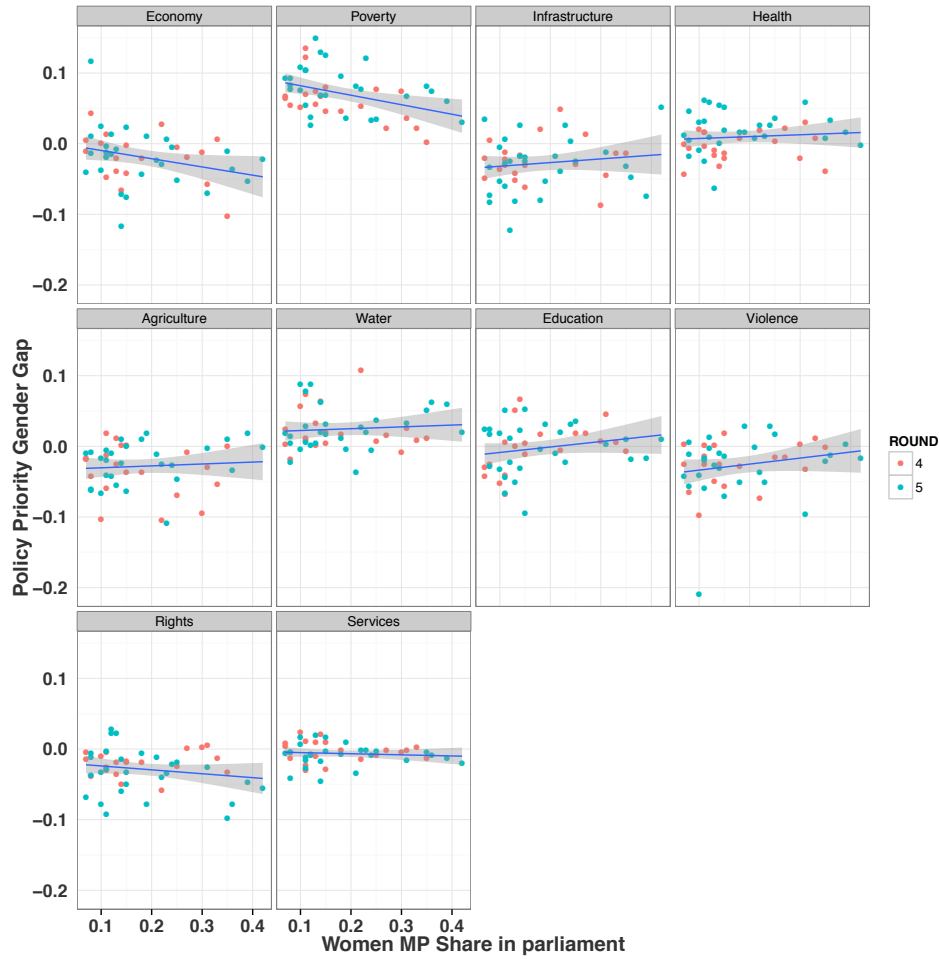 Economy Poverty Infrastructure Health
0.1
0.0
−0.1
−0.2
Agriculture Water Education Violence
0.1
0.0
−0.1
−0.2
Rights Services
0.1
0.0
−0.1
−0.2
0.1 0.2 0.3 0.4 0.1 0.2 0.3 0.4
Women MP Share in parliament
Policy Priority Gender Gap
ROUND
4
5